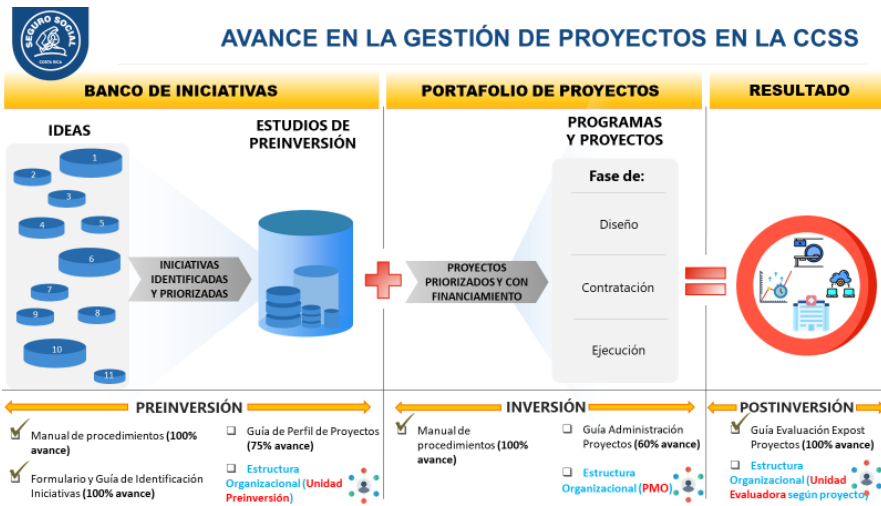 SEGURO SOCIAL
COSTA RICA
AVANCE EN LA GESTIÓN DE PROYECTOS EN LA CCSS
BANCO DE INICIATIVAS
PORTAFOLIO DE PROYECTOS
RESULTADO
IDEAS
1
2
3
4
5
6
7
8
9
10
11
INICIATIVAS
IDENTIFICADAS
Y PRIORIZADAS
ESTUDIOS DE
PREINVERSIÓN
PROYECTOS
PRIORIZADOS Y CON
FINANCIAMIENTO
PROGRAMAS
Y PROYECTOS
Fase de:
Diseño
Contratación
Ejecución
PREINVERSIÓN
Manual de procedimientos (100%
avance)
Formulario y Guía de Identificación
Iniciativas (100% avance)
Guía de Perfil de Proyectos
(75% avance)
Estructura
Organizacional (Unidad
Preinversión)
INVERSIÓN
Manual de
procedimientos (100%
avance)
Guía Administración
Proyectos (60% avance)
Estructura
Organizacional (PMO)
POSTINVERSIÓN
Guía Evaluación Expost
Proyectos (100% avance)
Estructura
Organizacional (Unidad
Evaluadora según proyecto)